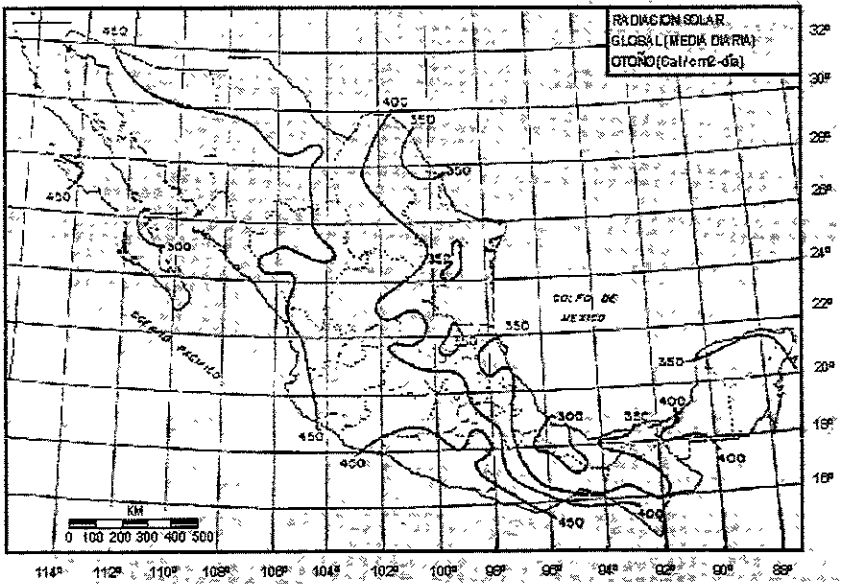 RADIACION SOLAR
GLOBAL (MEDIA DIARIA)
OTOÑO (Cal/cm2-día)
32º
30º
28º
26º
24º
22º
20º
18º
16º
450
400
350
350
450
300
350
GOLFO DE
MEXICO
OCEANO PACIFICO
350
350
400
300
450
450
400
450
400
KM
0 100 200 300 400 500
114º 112º 110º 108º 106º 104º 102º 100º 98º 96º 94º 92º 90º 88º